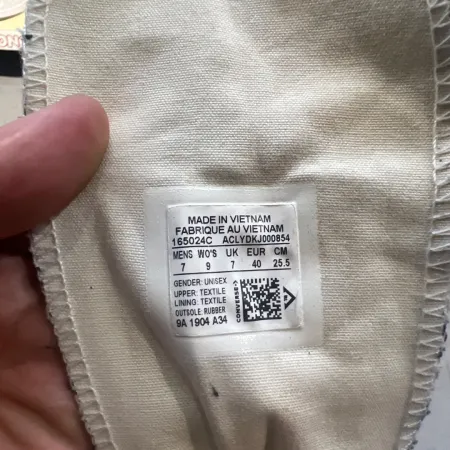 MADE IN VIETNAM
FABRIQUE AU VIETNAM
165024C ACLYDKJ000854
MENS WO'S UK EUR CM
7 9 7 40 25.5
GENDER: UNISEX
UPPER: TEXTILE
LINING: TEXTILE
OUTSOLE: RUBBER
9A 1904 A34
CONVERSE